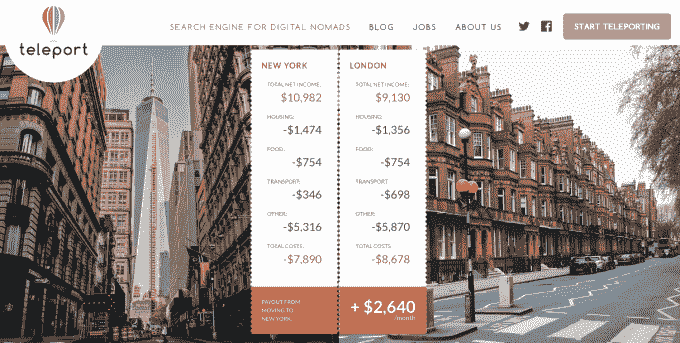 teleport
SEARCH ENGINE FOR DIGITAL NOMADS
BLOG
JOBS
ABOUT US
START TELEPORTING
NEW YORK
TOTAL NET INCOME:
$10,982
HOUSING:
-$1,474
FOOD:
-$754
TRANSPORT:
-$346
OTHER:
-$5,316
TOTAL COSTS:
-$7,890
LONDON
TOTAL NET INCOME:
$9,130
HOUSING:
-$1,356
FOOD:
-$754
TRANSPORT
-$698
OTHER:
-$5,870
TOTAL COSTS:
-$8,678
PAYOUT FROM
MOVING TO
NEW YORK
+ $2,640
/month